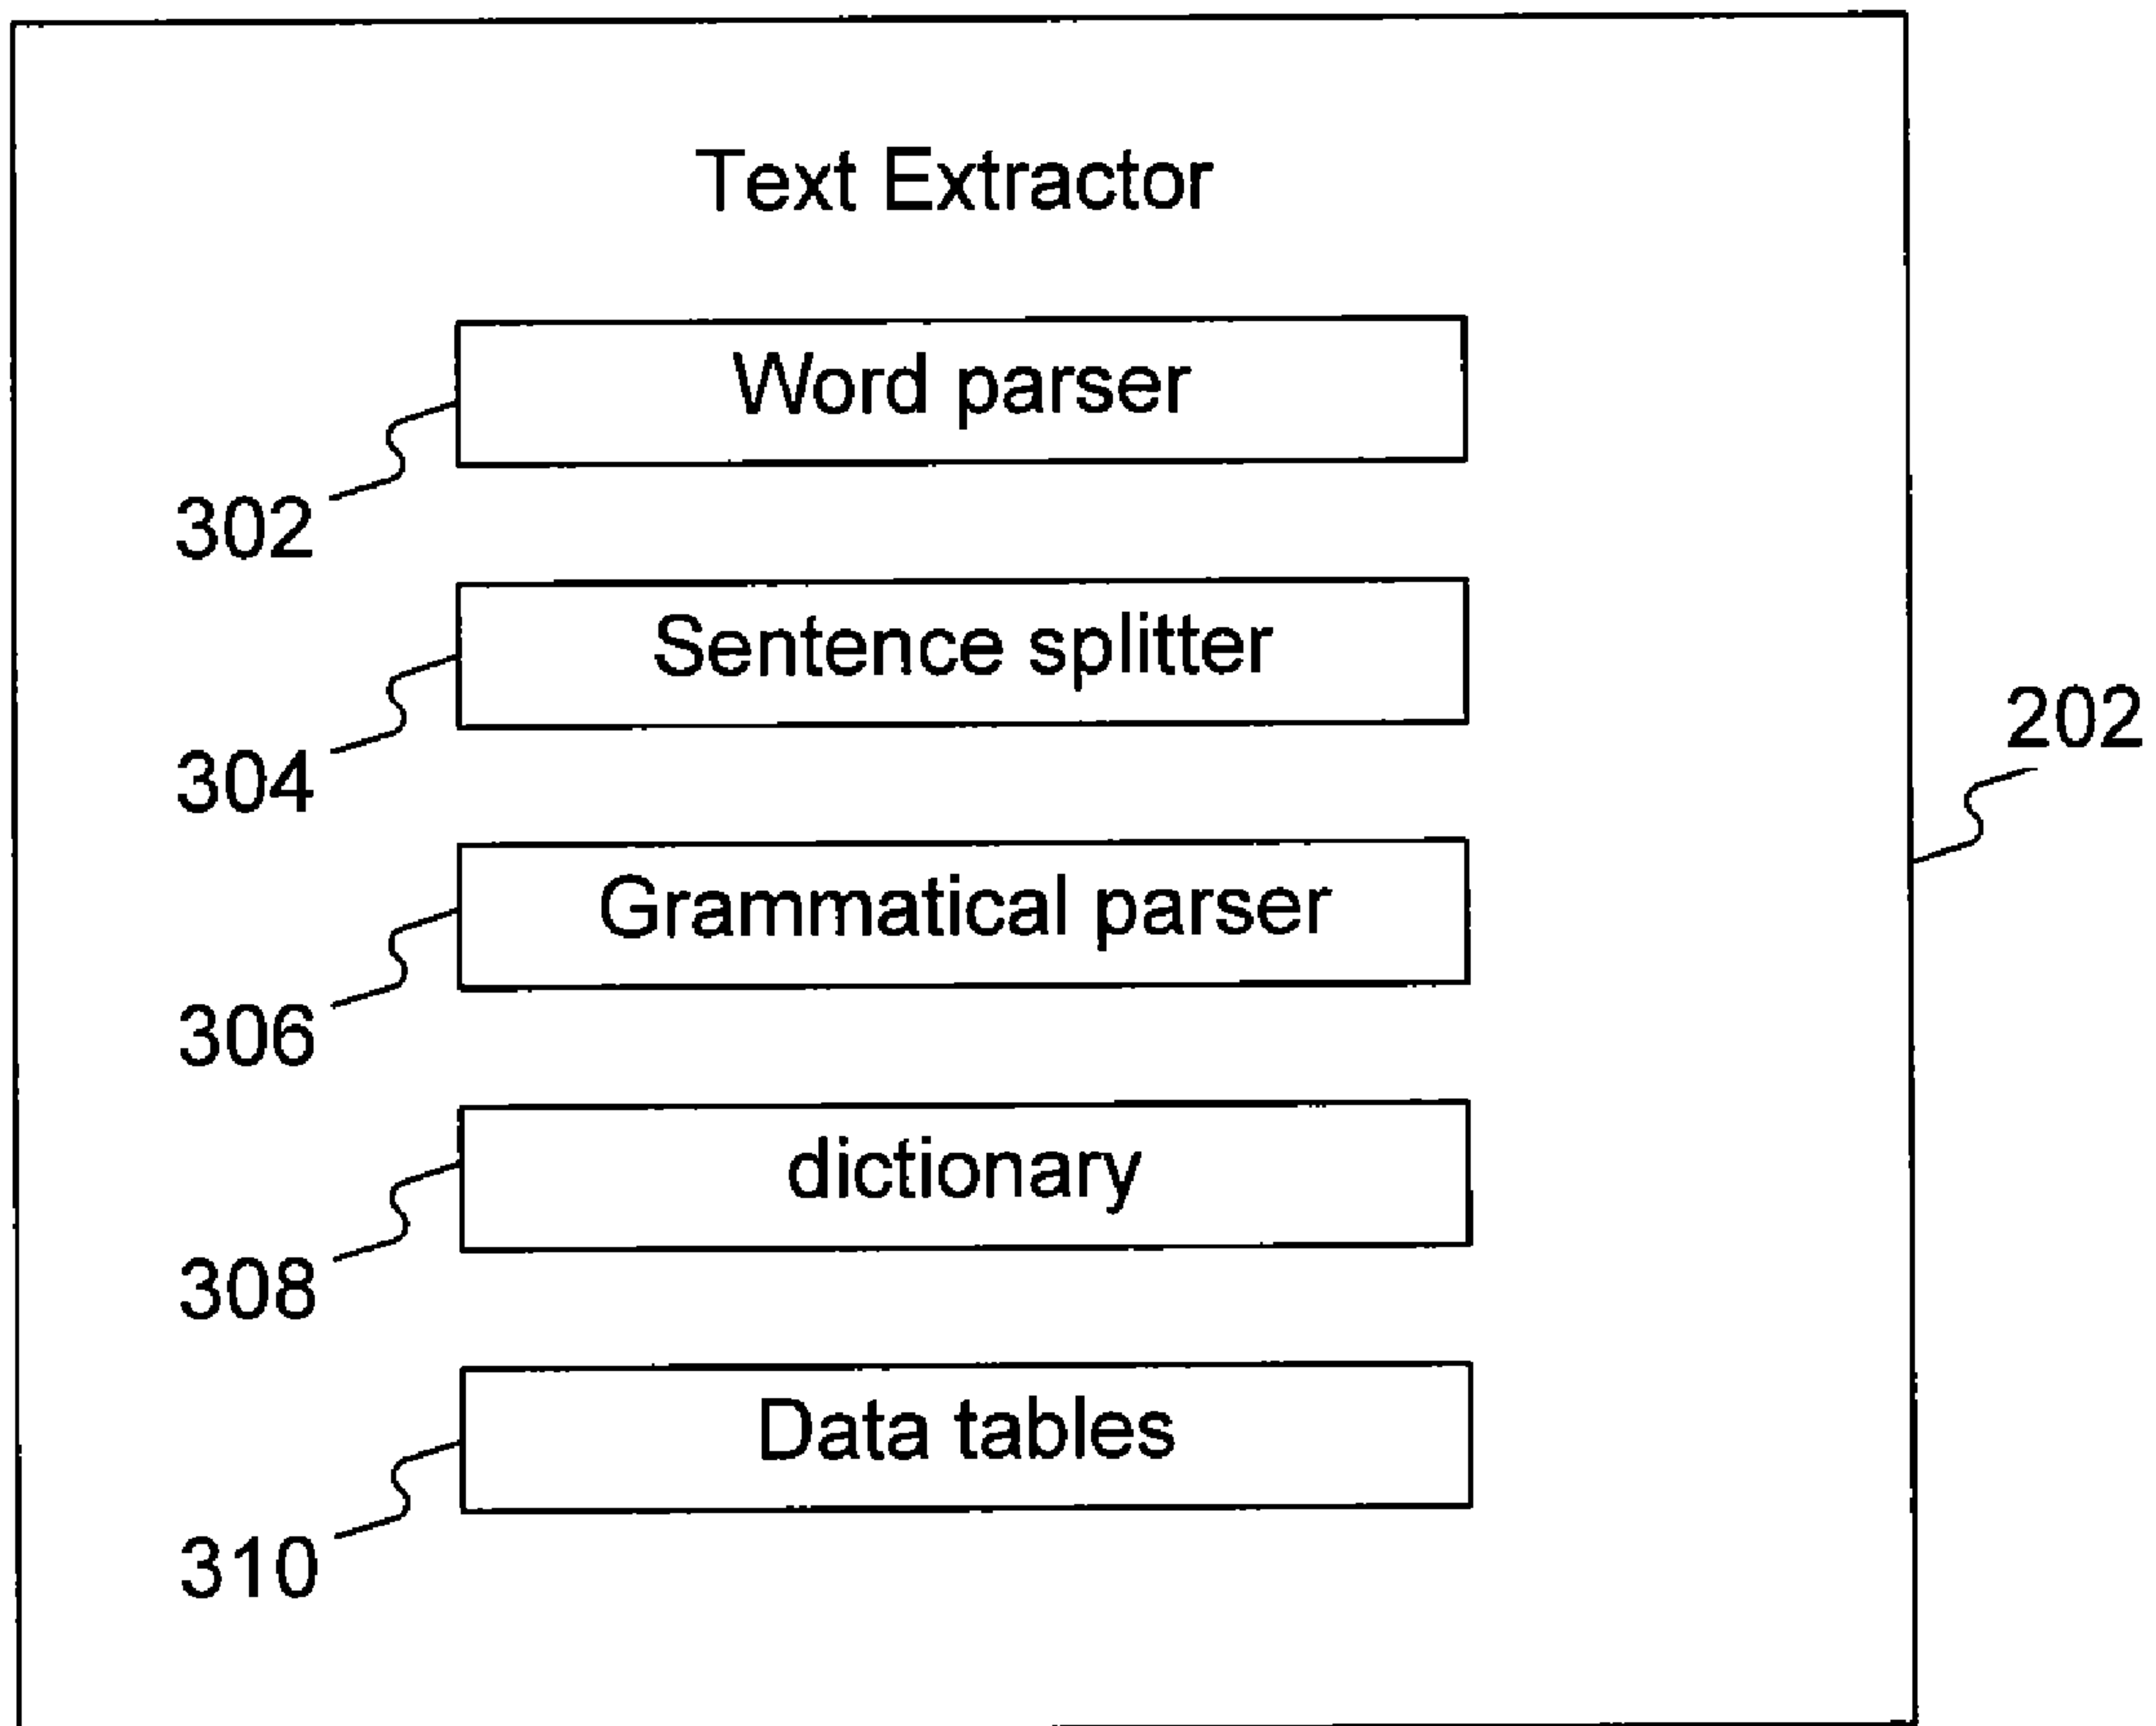 Text Extractor
Word parser
302
Sentence splitter
304
202
Grammatical parser
306
dictionary
308
Data tables
310